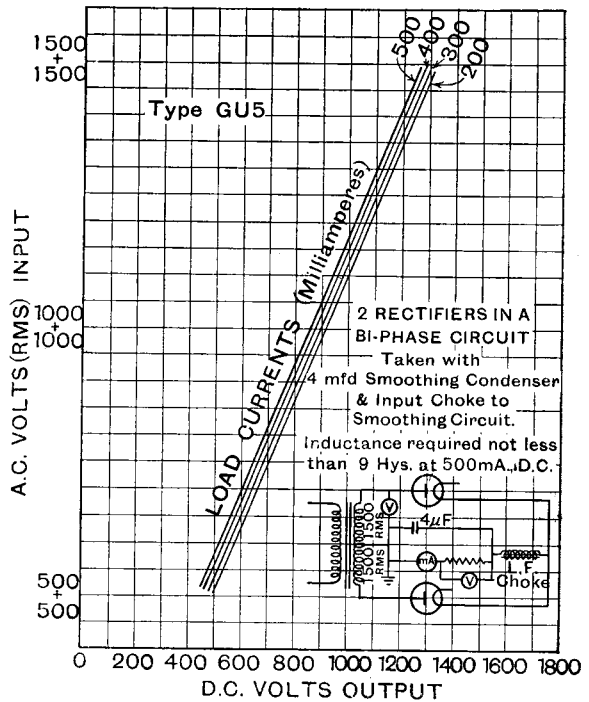 1500
+
1500
500
400
300
200
Type GU5
A.C. VOLTS (RMS) INPUT
LOAD CURRENTS (Milliamperes)
1000
+
1000
2 RECTIFIERS IN A
BI-PHASE CIRCUIT
Taken with
4 mfd Smoothing Condenser
& Input Choke to
Smoothing Circuit.
Inductance required not less
than 9 Hys. at 500mA., D.C.
V
1500 1500
RMS RMS
4μF
mA
V
L.F.
Choke
500
+
500
0 200 400 600 800 1000 1200 1400 1600 1800
D.C. VOLTS OUTPUT